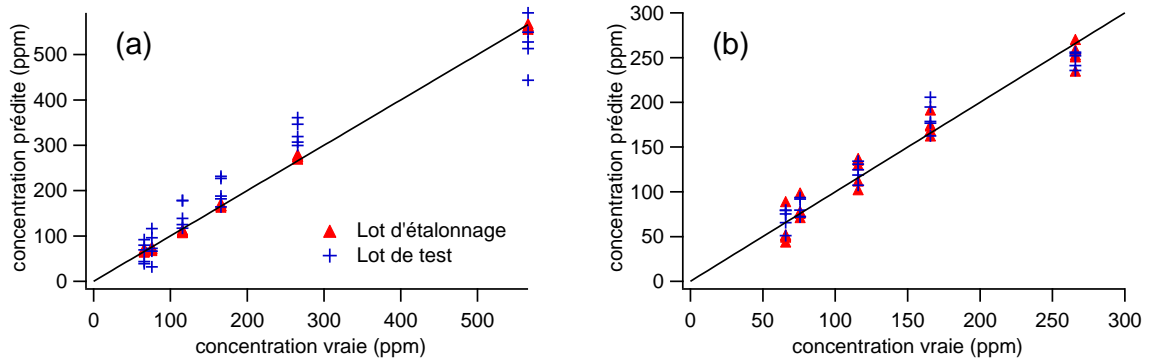 (a)
concentration prédite (ppm)
500
400
300
200
100
0
0 100 200 300 400 500
concentration vraie (ppm)
Lot d'étalonnage
Lot de test
(b)
concentration prédite (ppm)
300
250
200
150
100
50
0
0 50 100 150 200 250 300
concentration vraie (ppm)